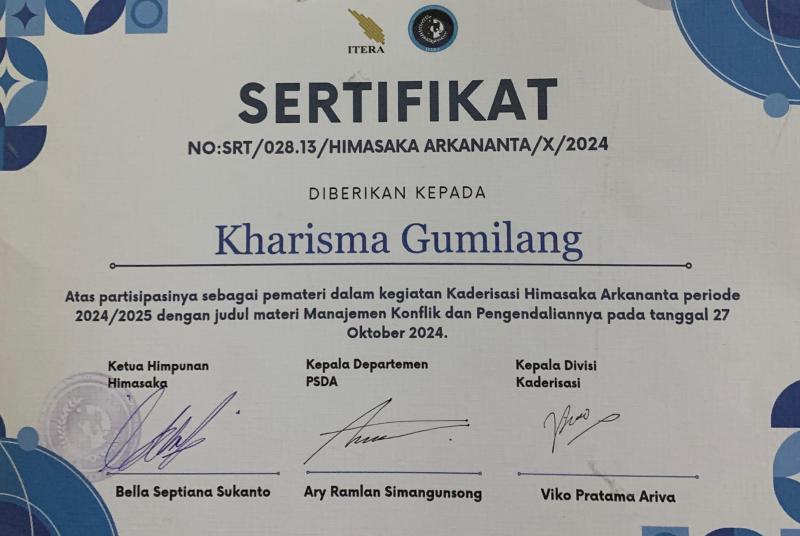 ITERA
SERTIFIKAT
NO:SRT/028.13/HIMASAKA ARKANANTA/X/2024
DIBERIKAN KEPADA
Kharisma Gumilang
Atas partisipasinya sebagai pemateri dalam kegiatan Kaderisasi Himasaka Arkananta periode
2024/2025 dengan judul materi Manajemen Konflik dan Pengendaliannya pada tanggal 27
Oktober 2024.
Ketua Himpunan
Himasaka
Kepala Departemen
PSDA
Kepala Divisi
Kaderisasi
Bella Septiana Sukanto
Ary Ramlan Simangunsong
Viko Pratama Ariva